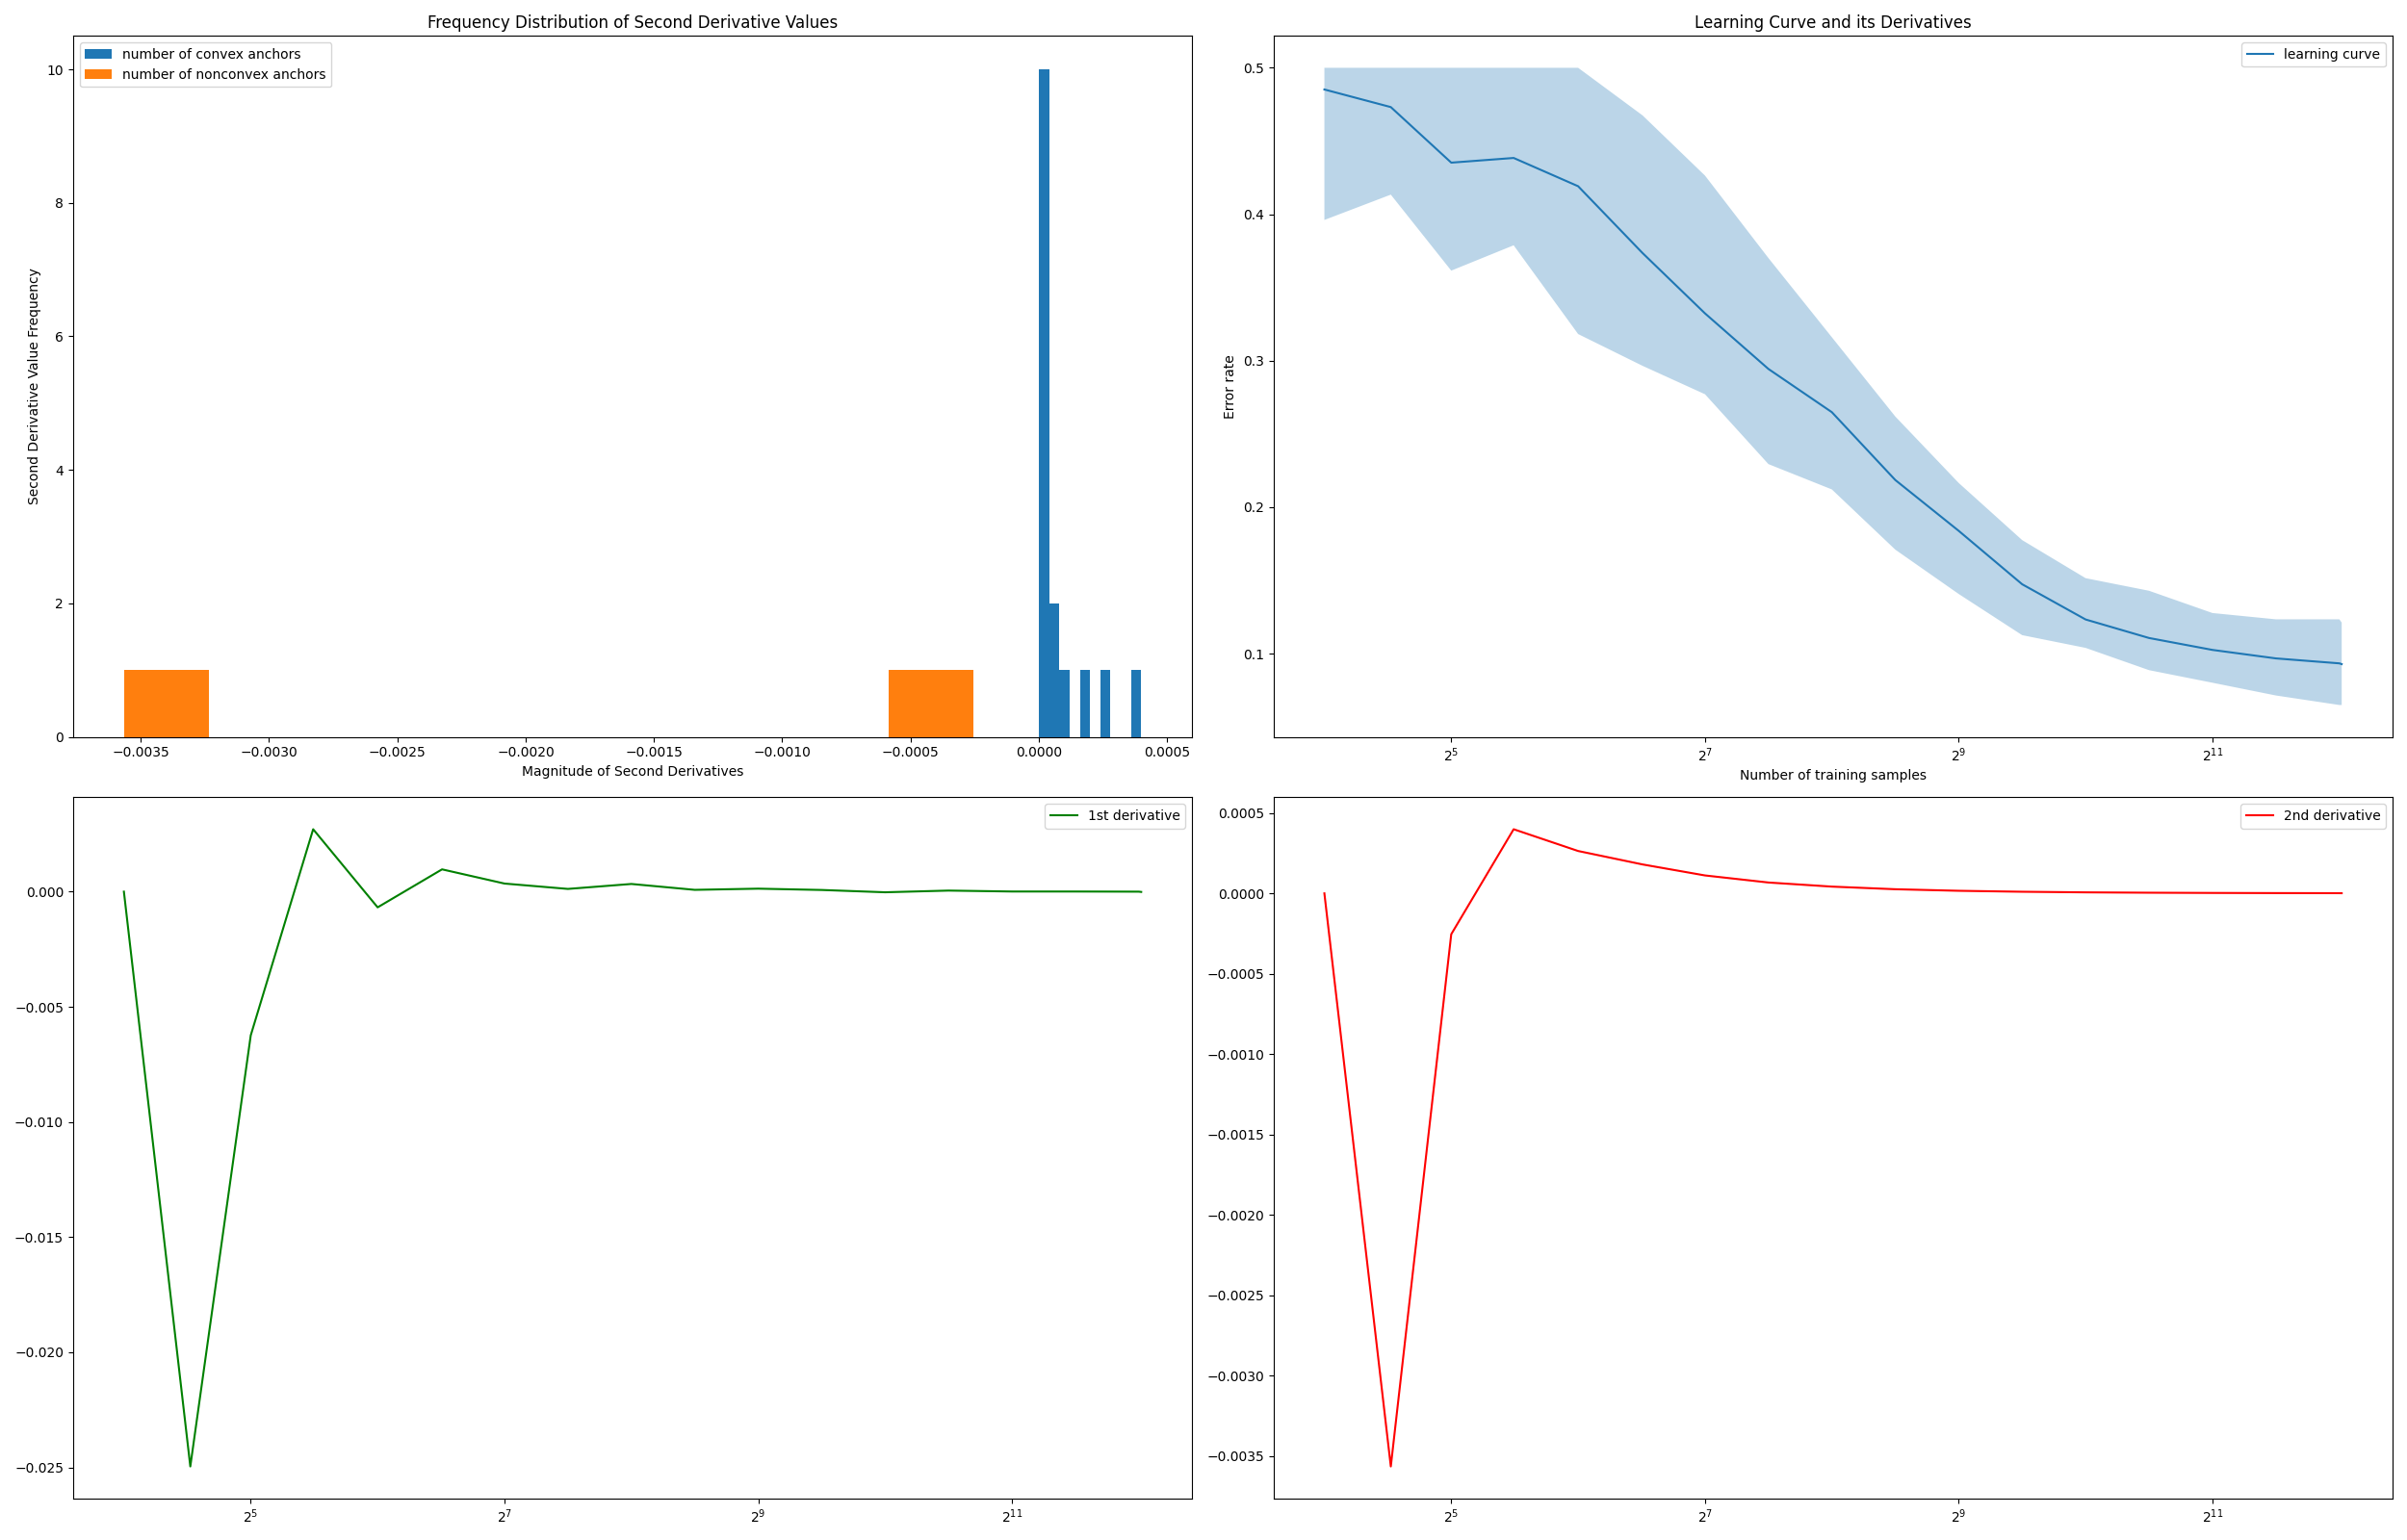 Frequency Distribution of Second Derivative Values
number of convex anchors
number of nonconvex anchors
Second Derivative Value Frequency
10
8
6
4
2
0
−0.0035 −0.0030 −0.0025 −0.0020 −0.0015 −0.0010 −0.0005 0.0000 0.0005
Magnitude of Second Derivatives
Learning Curve and its Derivatives
learning curve
Error rate
0.5
0.4
0.3
0.2
0.1
2^5 2^7 2^9 2^11
Number of training samples
1st derivative
0.000
−0.005
−0.010
−0.015
−0.020
−0.025
2^5 2^7 2^9 2^11
2nd derivative
0.0005
0.0000
−0.0005
−0.0010
−0.0015
−0.0020
−0.0025
−0.0030
−0.0035
2^5 2^7 2^9 2^11